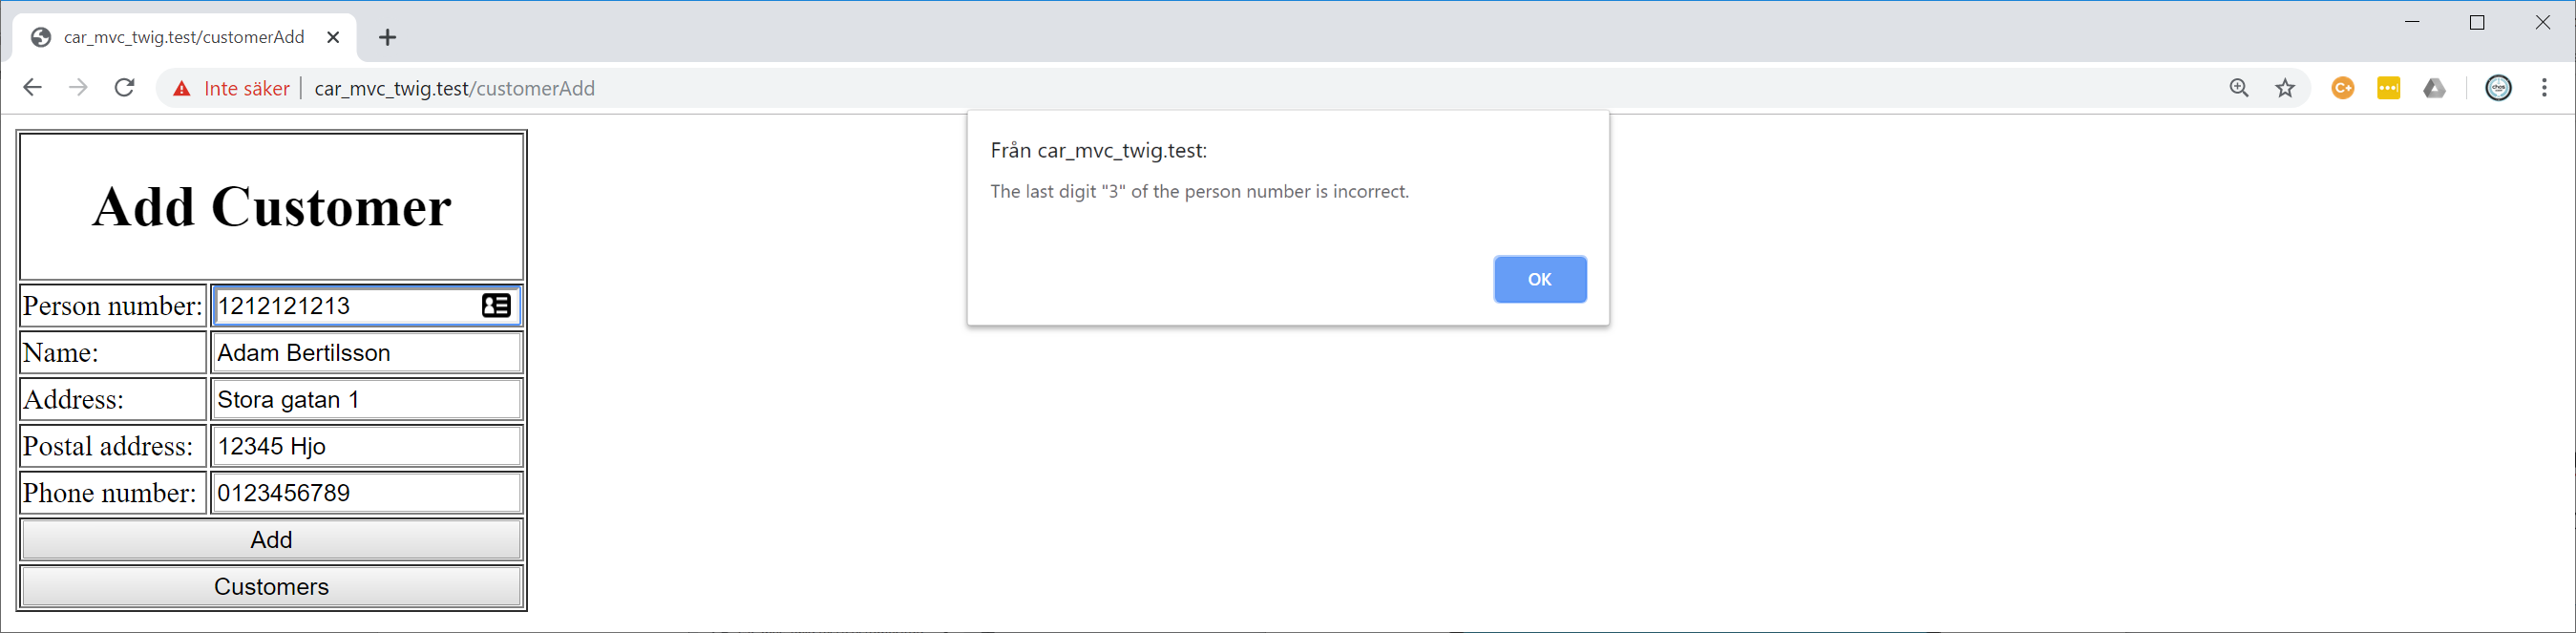 car_mvc_twig.test/customerAdd
Inte säker | car_mvc_twig.test/customerAdd
Från car_mvc_twig.test:
The last digit "3" of the person number is incorrect.
OK
Add Customer
Person number: 1212121213
Name: Adam Bertilsson
Address: Stora gatan 1
Postal address: 12345 Hjo
Phone number: 0123456789
Add
Customers